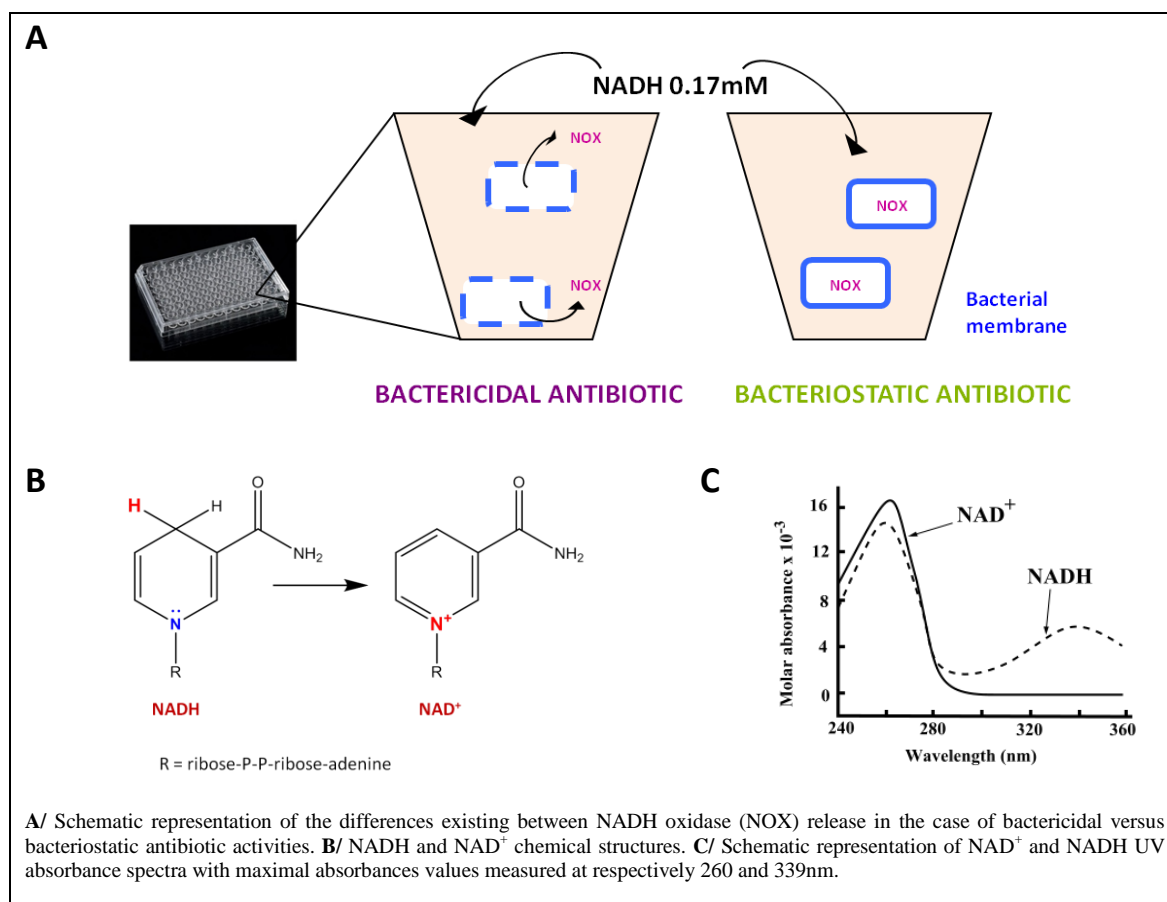 A
NADH 0.17mM
NOX
NOX
NOX
NOX
Bacterial
membrane
BACTERICIDAL ANTIBIOTIC
BACTERIOSTATIC ANTIBIOTIC
B
H
H
O
NH₂
N
R
NADH
O
NH₂
N⁺
R
NAD⁺
R = ribose-P-P-ribose-adenine
C
Molar absorbance x 10⁻³
16
12
8
4
0
NAD⁺
NADH
240
280
320
360
Wavelength (nm)
A/ Schematic representation of the differences existing between NADH oxidase (NOX) release in the case of bactericidal versus
bacteriostatic antibiotic activities. B/ NADH and NAD⁺ chemical structures. C/ Schematic representation of NAD⁺ and NADH UV
absorbance spectra with maximal absorbances values measured at respectively 260 and 339nm.